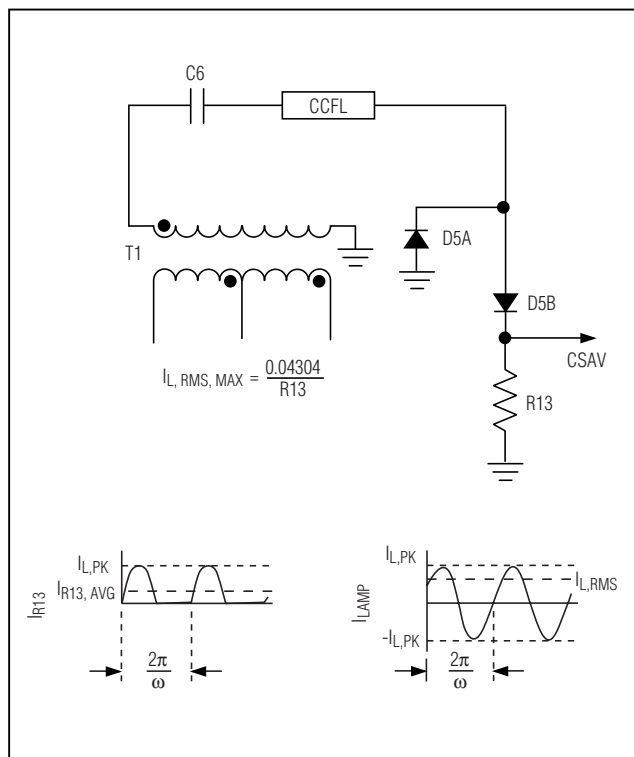 C6
CCFL
T1
D5A
D5B
CSAV
R13
I_L, RMS, MAX = 0.04304 / R13
I_L,PK
I_R13, AVG
I_R13
2π / ω
I_L,PK
I_L,RMS
I_LAMP
-I_L,PK
2π / ω